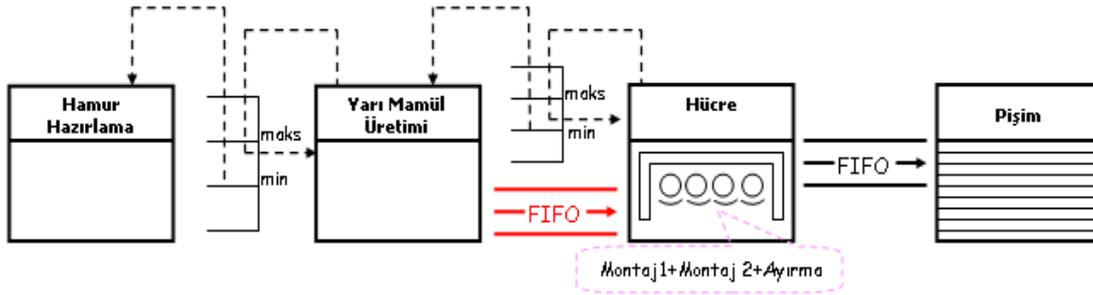 Hamur
Hazırlama
maks
min
Yarı Mamül
Üretimi
maks
min
Hücre
Pişim
FIFO
FIFO
Montaj1+Montaj 2+Ayırma